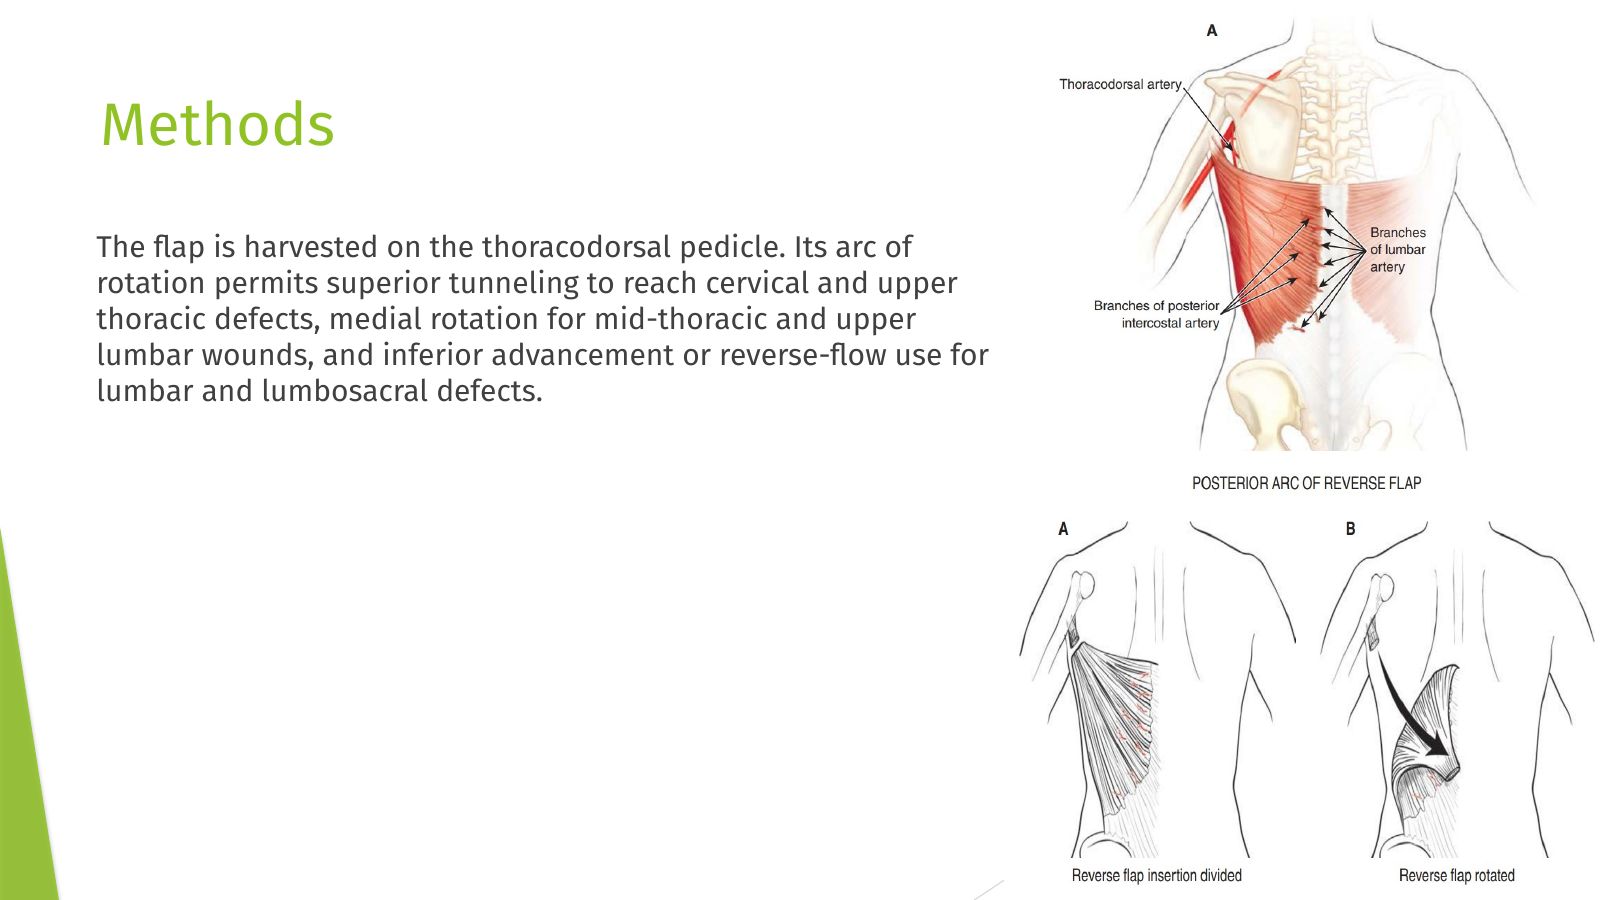 Methods
The flap is harvested on the thoracodorsal pedicle. Its arc of
rotation permits superior tunneling to reach cervical and upper
thoracic defects, medial rotation for mid-thoracic and upper
lumbar wounds, and inferior advancement or reverse-flow use for
lumbar and lumbosacral defects.
A
Thoracodorsal artery
Branches
of lumbar
artery
Branches of posterior
intercostal artery
POSTERIOR ARC OF REVERSE FLAP
A
B
Reverse flap insertion divided
Reverse flap rotated